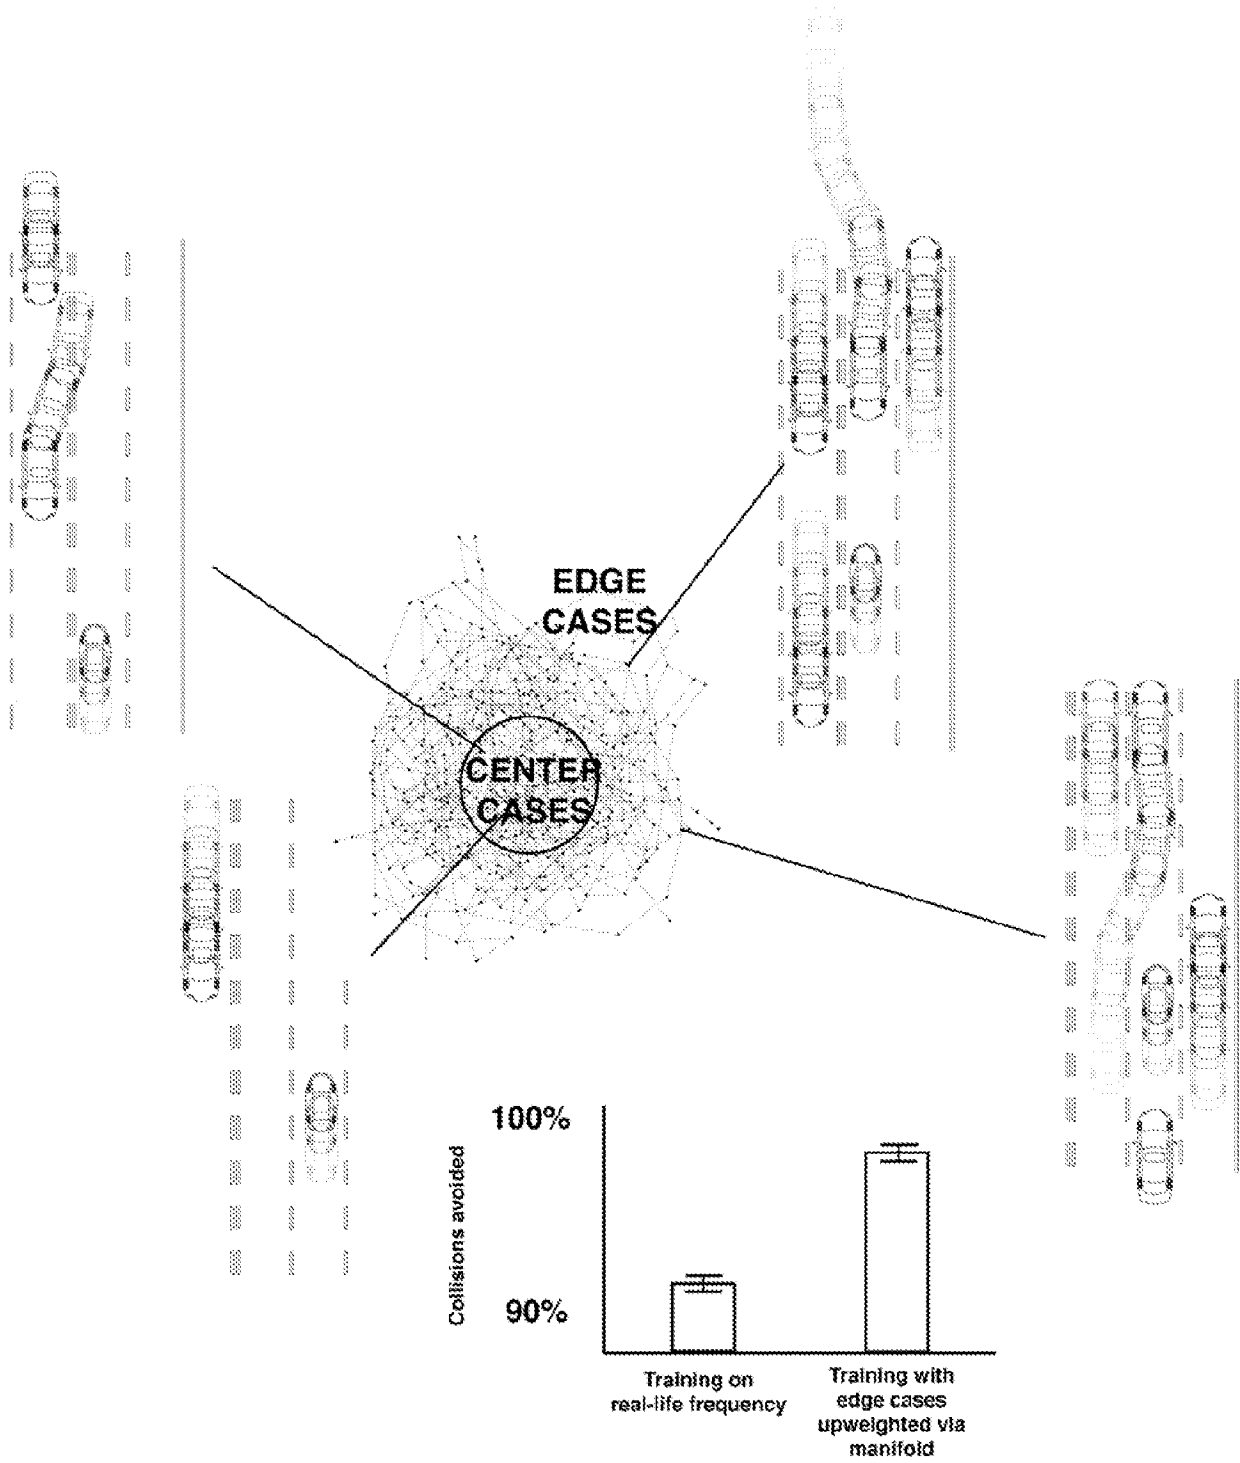 EDGE
CASES
CENTER
CASES
100%
Collisions avoided
90%
Training on
real-life frequency
Training with
edge cases
upweighted via
manifold